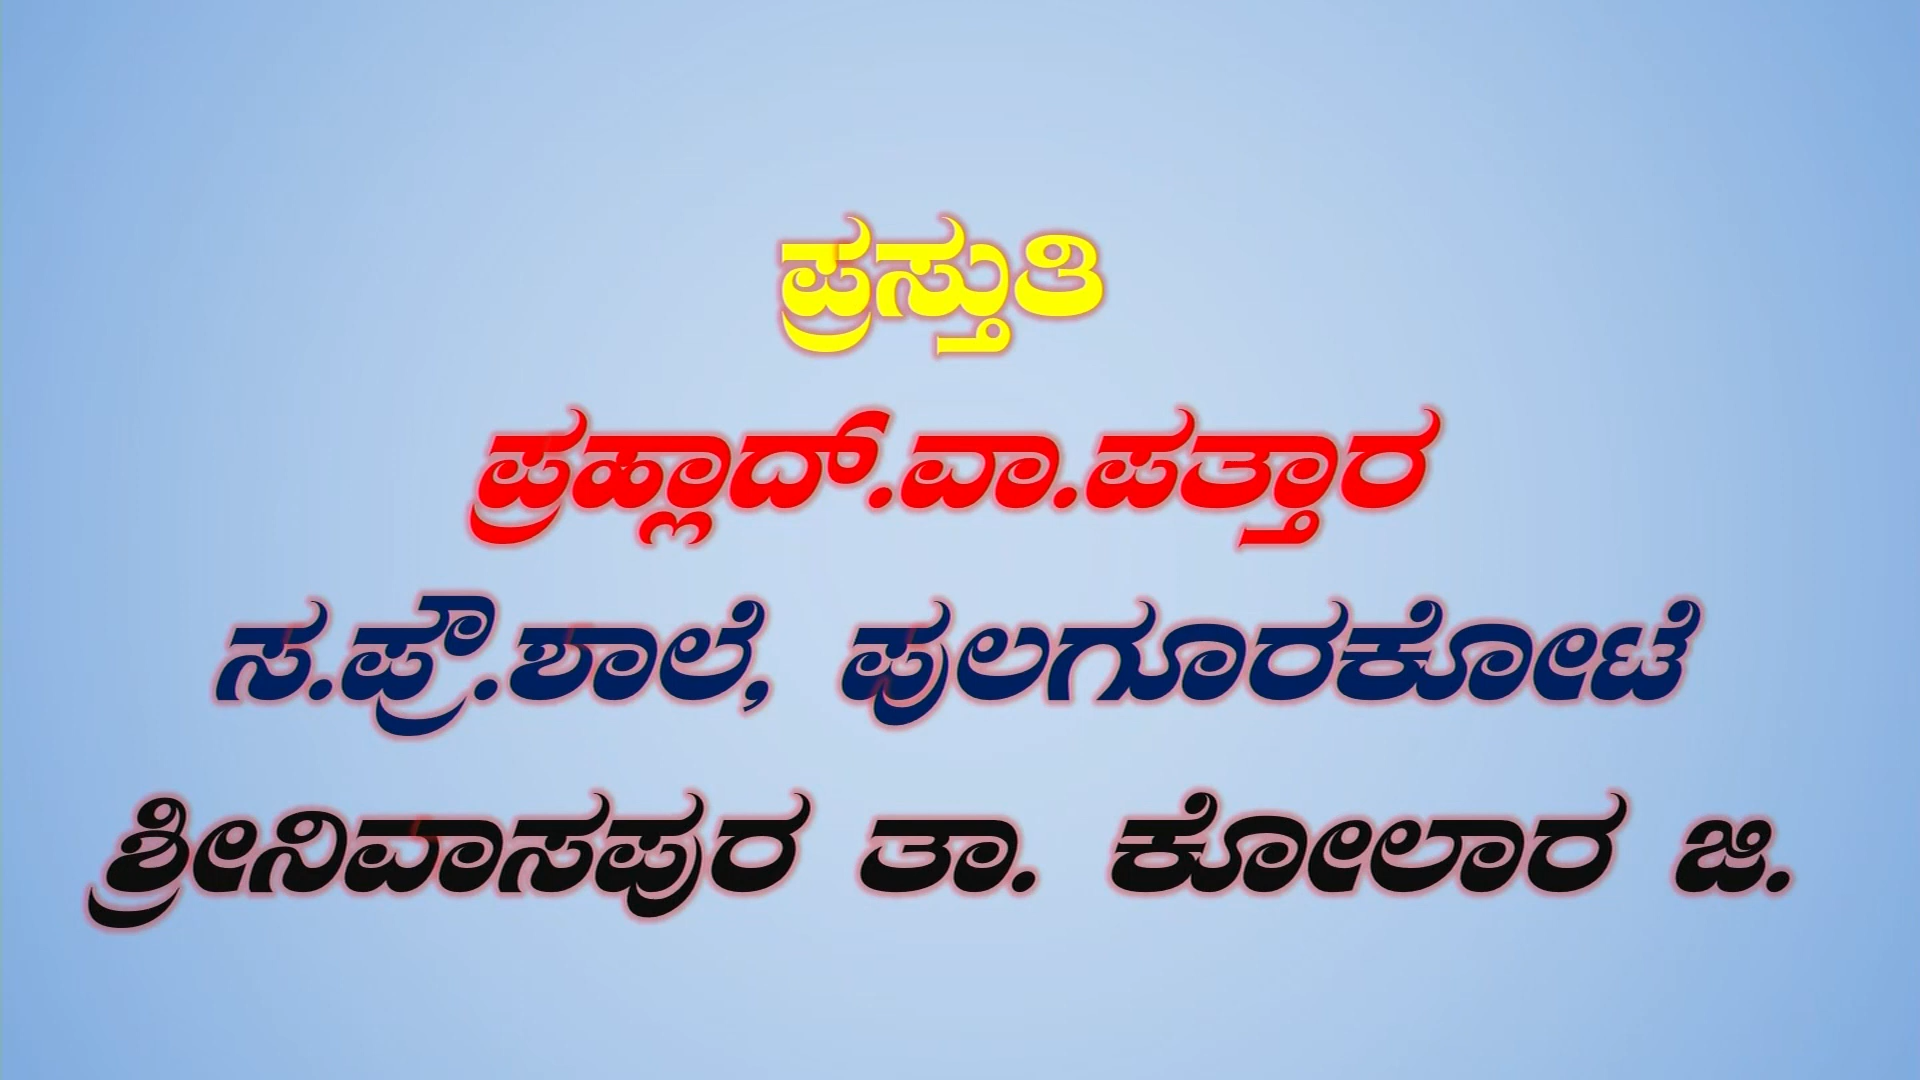 ಪ್ರಸ್ತುತಿ
ಪ್ರಹ್ಲಾದ್.ವಾ.ಪತ್ತಾರ
ಸ.ಪ್ರೌ.ಶಾಲೆ, ಪುಲಗೂರಕೋಟೆ
ಶ್ರೀನಿವಾಸಪುರ ತಾ. ಕೋಲಾರ ಜಿ.